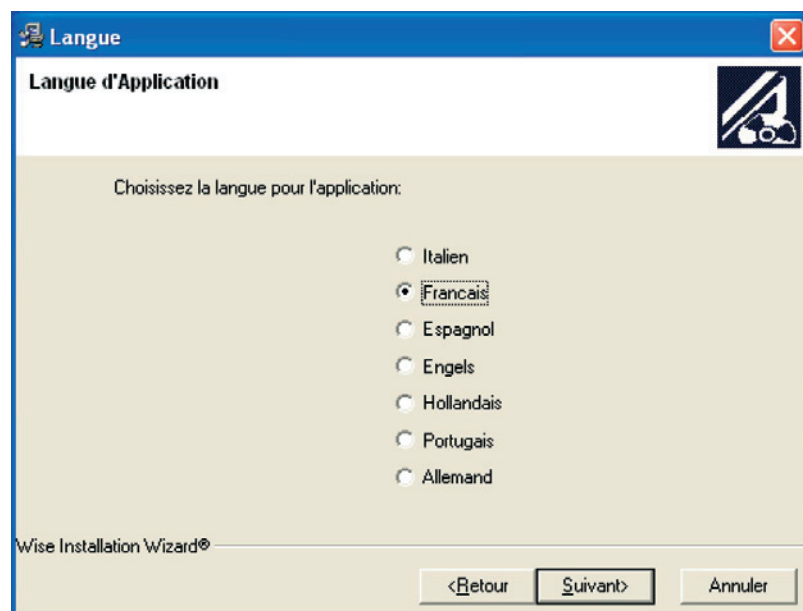 Langue
Langue d'Application
Choisissez la langue pour l'application:
Italien
Francais
Espagnol
Engels
Hollandais
Portugais
Allemand
Wise Installation Wizard®
<Retour Suivant> Annuler